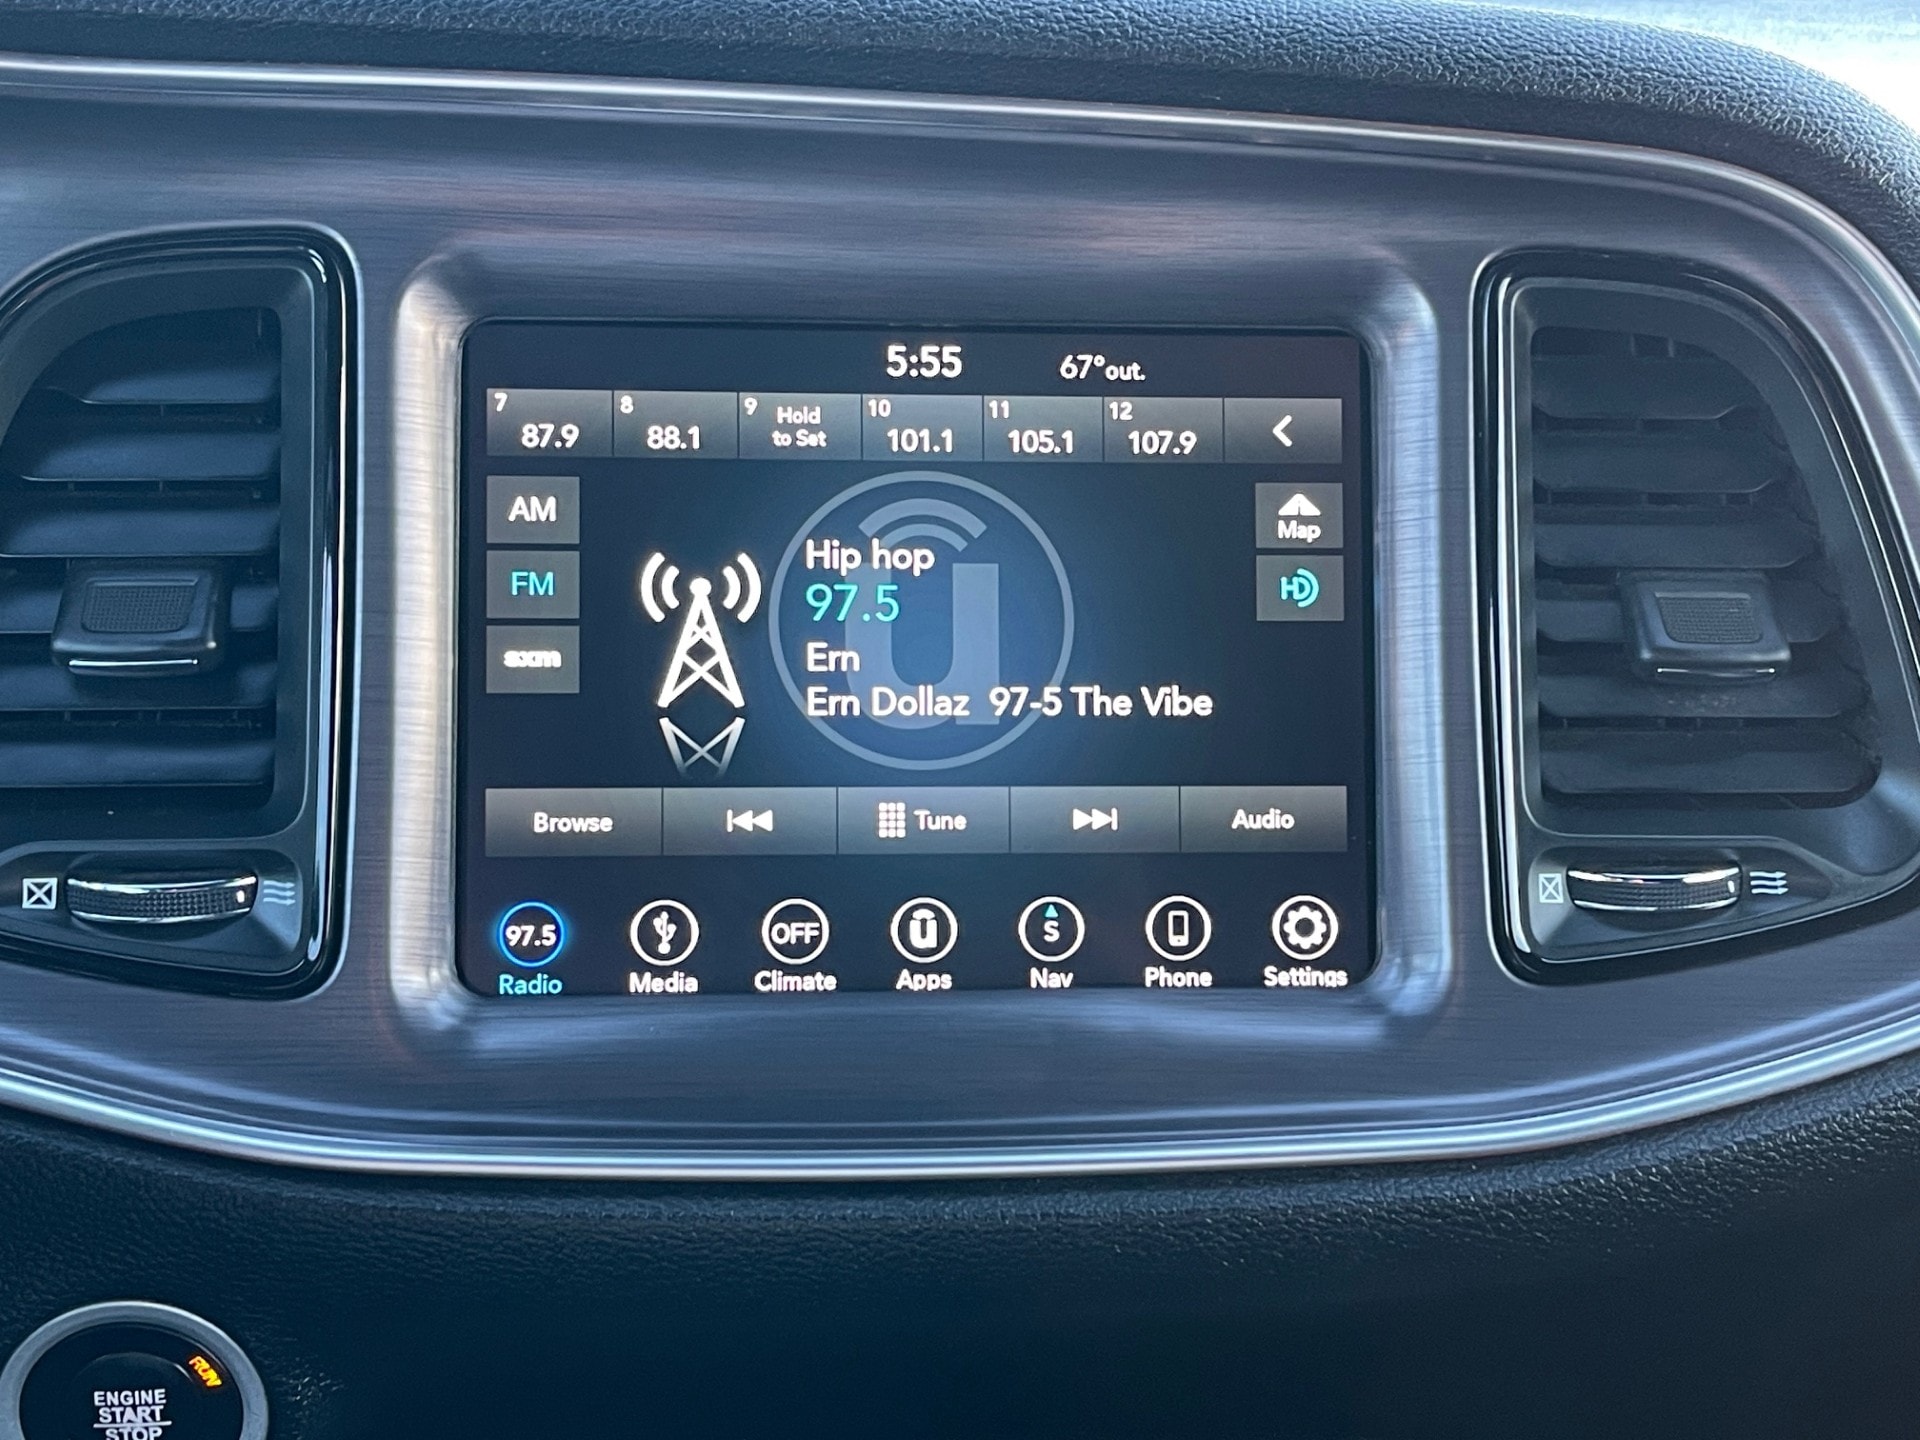 5:55 67°out.
7 8 9 Hold 10 11 12
87.9 88.1 to Set 101.1 105.1 107.9
AM
Map
Hip hop
FM 97.5 HD
Ern
sxm
Ern Dollaz 97-5 The Vibe
Browse Tune Audio
97.5 OFF ū S
Radio Media Climate Apps Nav Phone Settings
RUN
ENGINE
START
STOP